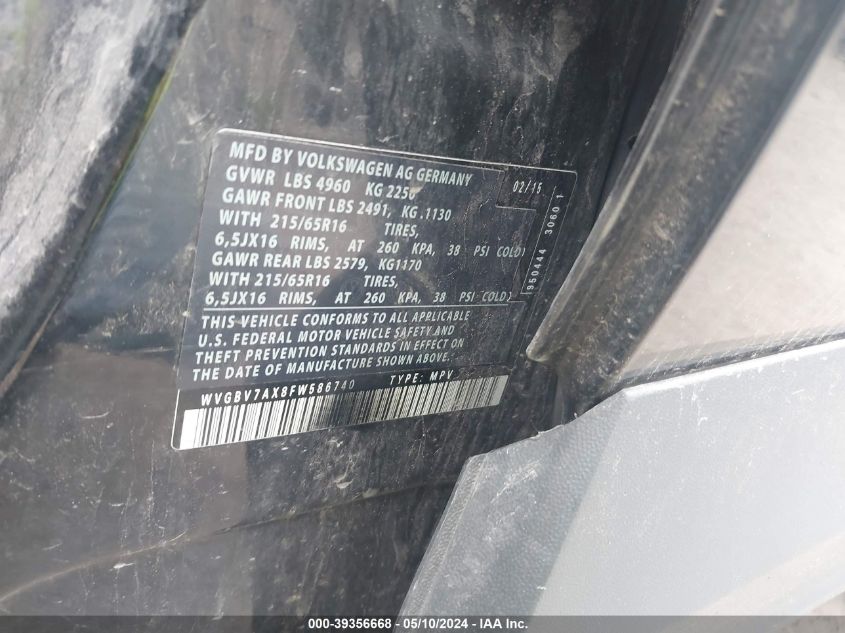 MFD BY VOLKSWAGEN AG GERMANY 02/15
GVWR LBS 4960 KG 2250
GAWR FRONT LBS 2491, KG .1130
WITH 215/65R16 TIRES,
6,5JX16 RIMS, AT 260 KPA, 38 PSI COLD)
GAWR REAR LBS 2579, KG1170
WITH 215/65R16 TIRES,
6,5JX16 RIMS, AT 260 KPA, 38 PSI COLD)
950444 3060 1
THIS VEHICLE CONFORMS TO ALL APPLICABLE
U.S. FEDERAL MOTOR VEHICLE SAFETY AND
THEFT PREVENTION STANDARDS IN EFFECT ON
THE DATE OF MANUFACTURE SHOWN ABOVE.
WVGBV7AX8FW586740 TYPE: MPV
000-39356668 - 05/10/2024 - IAA Inc.